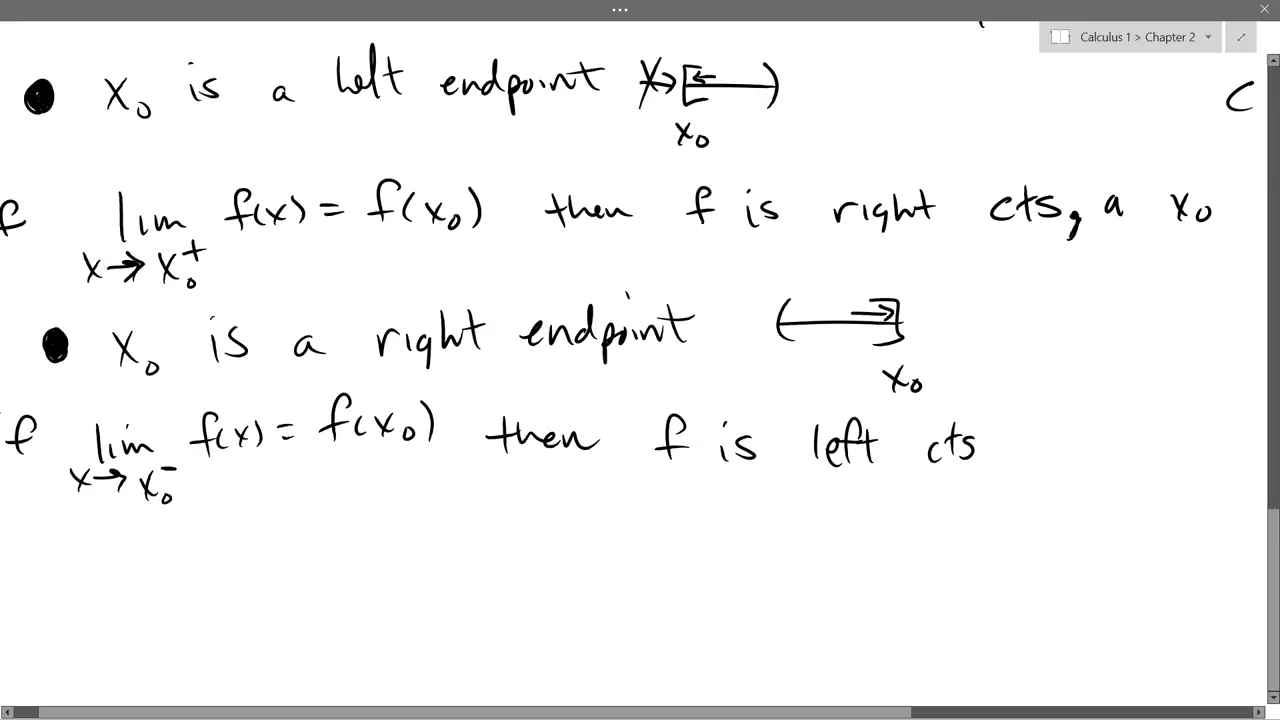 Calculus 1 > Chapter 2
x₀ is a left endpoint
x₀
C
f lim f(x) = f(x₀) then f is right cts, a x₀
x → x₀⁺
x₀ is a right endpoint
x₀
f lim f(x) = f(x₀) then f is left cts
x → x₀⁻